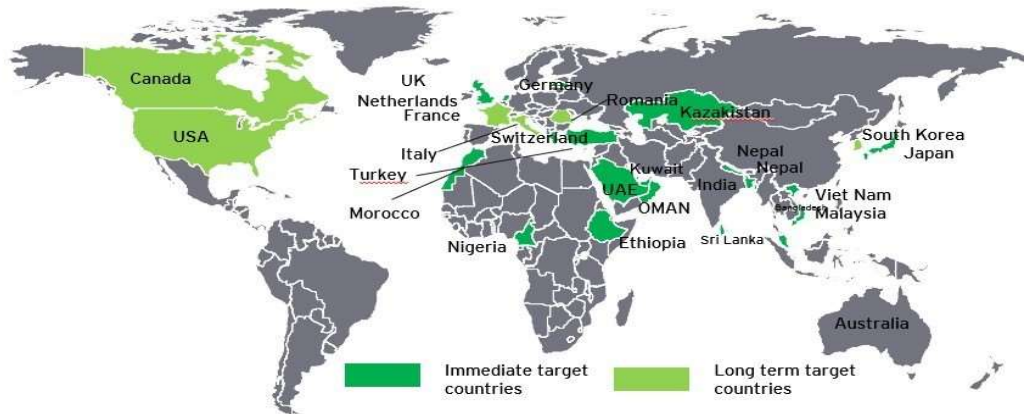 Canada
USA
UK
Netherlands
France
Germany
Romania
Italy
Switzerland
Turkey
Morocco
Nigeria
Ethiopia
Kazakistan
Kuwait
UAE
OMAN
India
Nepal
Nepal
Bangladesh
Sri Lanka
South Korea
Japan
Viet Nam
Malaysia
Australia
Immediate target
countries
Long term target
countries